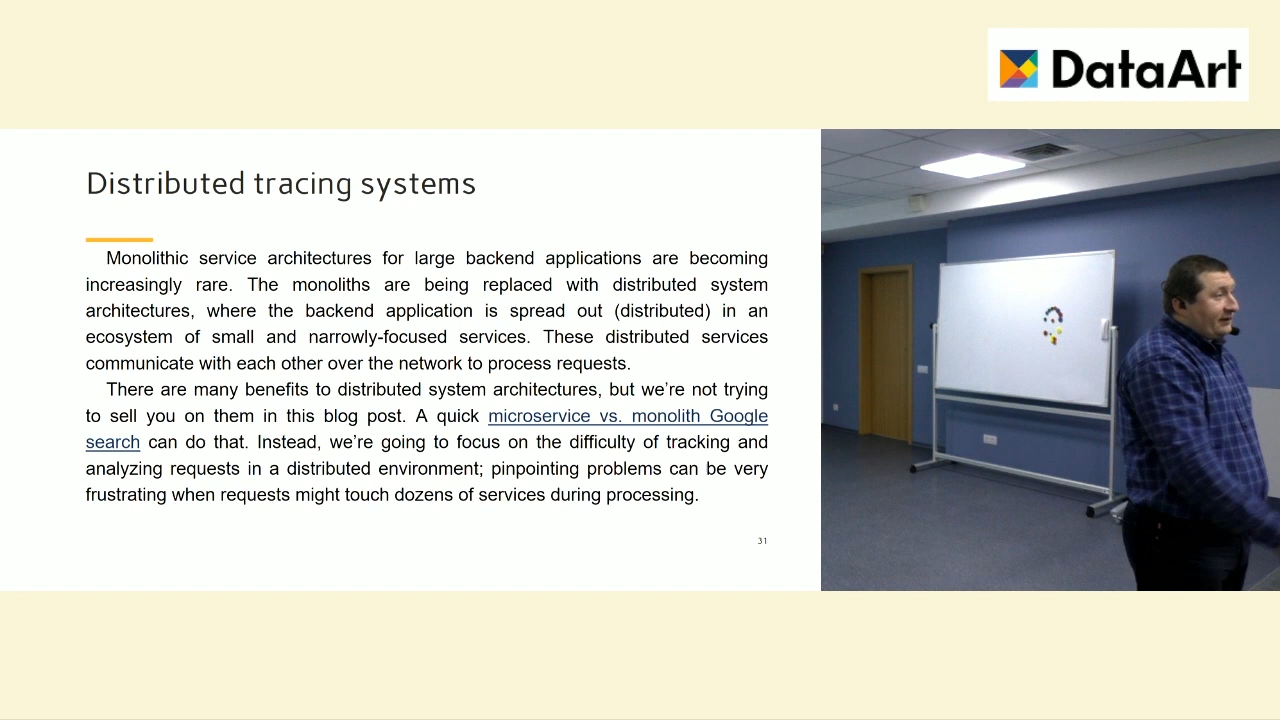 DataArt
Distributed tracing systems
Monolithic service architectures for large backend applications are becoming
increasingly rare. The monoliths are being replaced with distributed system
architectures, where the backend application is spread out (distributed) in an
ecosystem of small and narrowly-focused services. These distributed services
communicate with each other over the network to process requests.
There are many benefits to distributed system architectures, but we’re not trying
to sell you on them in this blog post. A quick microservice vs. monolith Google
search can do that. Instead, we’re going to focus on the difficulty of tracking and
analyzing requests in a distributed environment; pinpointing problems can be very
frustrating when requests might touch dozens of services during processing.
31